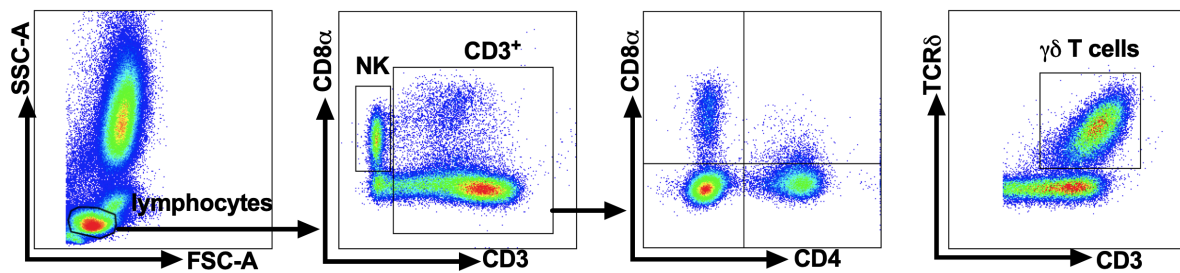 SSC-A
lymphocytes
FSC-A
CD8α
NK
CD3+
CD3
CD8α
CD4
TCRδ
γδ T cells
CD3